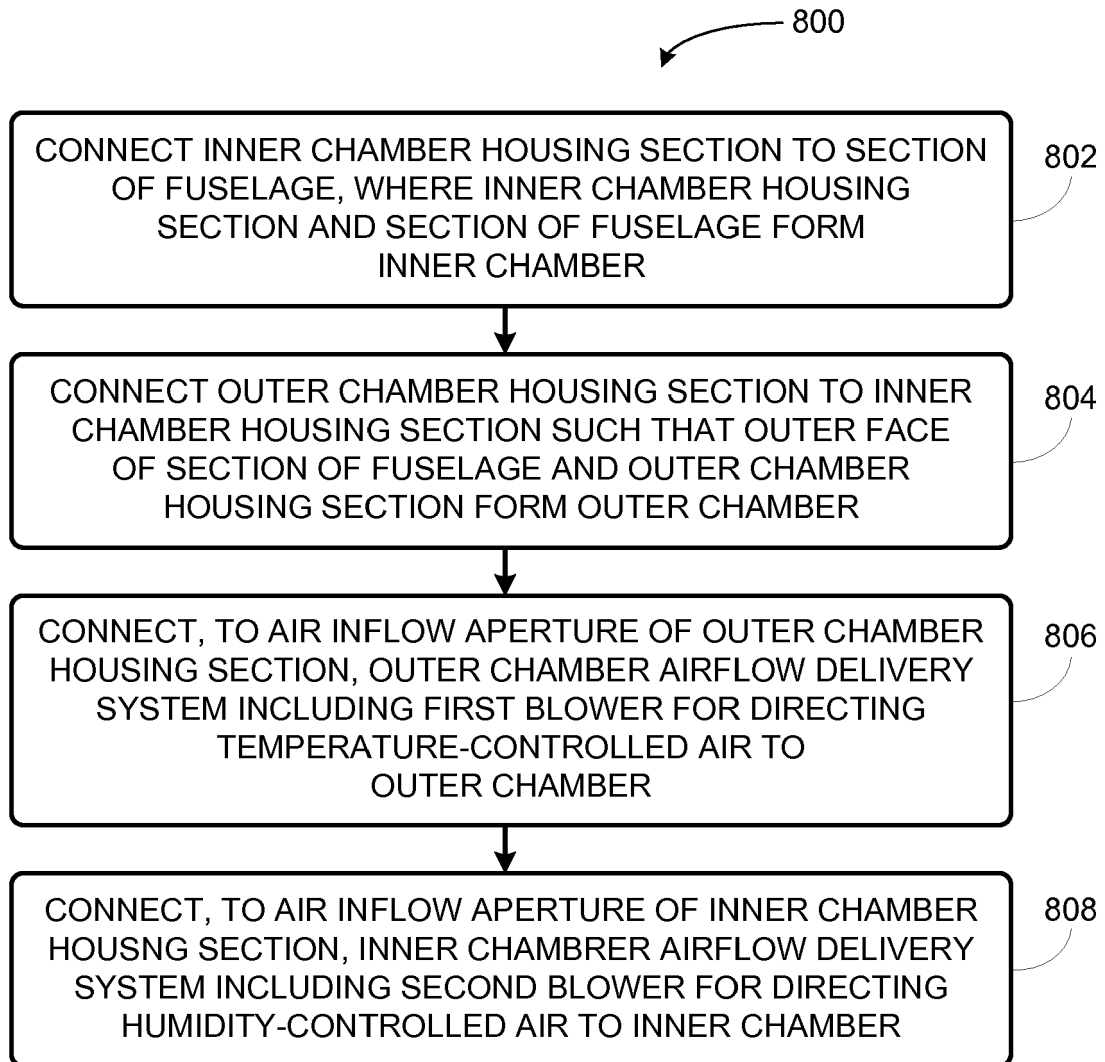 800
CONNECT INNER CHAMBER HOUSING SECTION TO SECTION
OF FUSELAGE, WHERE INNER CHAMBER HOUSING
SECTION AND SECTION OF FUSELAGE FORM
INNER CHAMBER
802
CONNECT OUTER CHAMBER HOUSING SECTION TO INNER
CHAMBER HOUSING SECTION SUCH THAT OUTER FACE
OF SECTION OF FUSELAGE AND OUTER CHAMBER
HOUSING SECTION FORM OUTER CHAMBER
804
CONNECT, TO AIR INFLOW APERTURE OF OUTER CHAMBER
HOUSING SECTION, OUTER CHAMBER AIRFLOW DELIVERY
SYSTEM INCLUDING FIRST BLOWER FOR DIRECTING
TEMPERATURE-CONTROLLED AIR TO
OUTER CHAMBER
806
CONNECT, TO AIR INFLOW APERTURE OF INNER CHAMBER
HOUSNG SECTION, INNER CHAMBRER AIRFLOW DELIVERY
SYSTEM INCLUDING SECOND BLOWER FOR DIRECTING
HUMIDITY-CONTROLLED AIR TO INNER CHAMBER
808